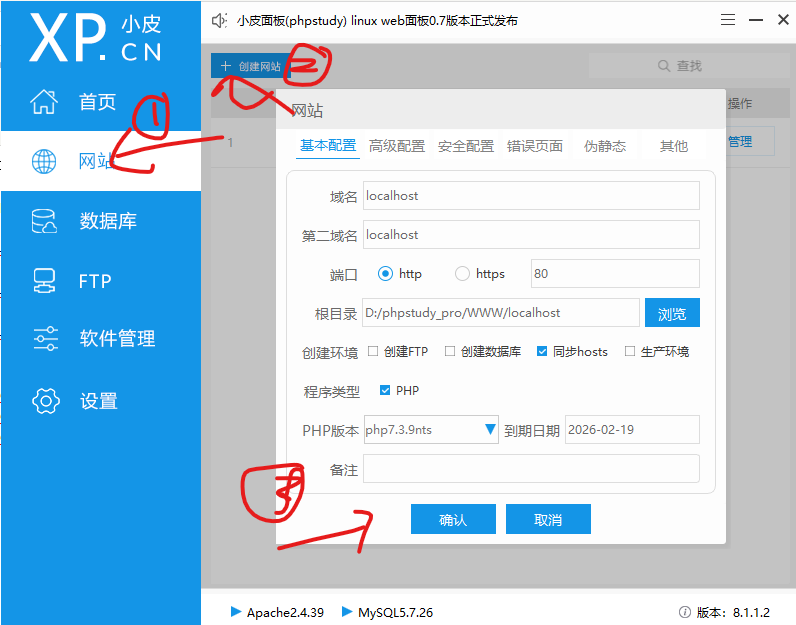 XP.CN 小皮
小皮面板(phpstudy) linux web面板0.7版本正式发布
首页
网站
数据库
FTP
软件管理
设置
+ 创建网站
查找
操作
1
管理
网站
基本配置 高级配置 安全配置 错误页面 伪静态 其他
域名 localhost
第二域名 localhost
端口 http https 80
根目录 D:/phpstudy_pro/WWW/localhost 浏览
创建环境 创建FTP 创建数据库 同步hosts 生产环境
程序类型 PHP
PHP版本 php7.3.9nts 到期日期 2026-02-19
备注
确认 取消
Apache2.4.39 MySQL5.7.26 版本：8.1.1.2
1
2